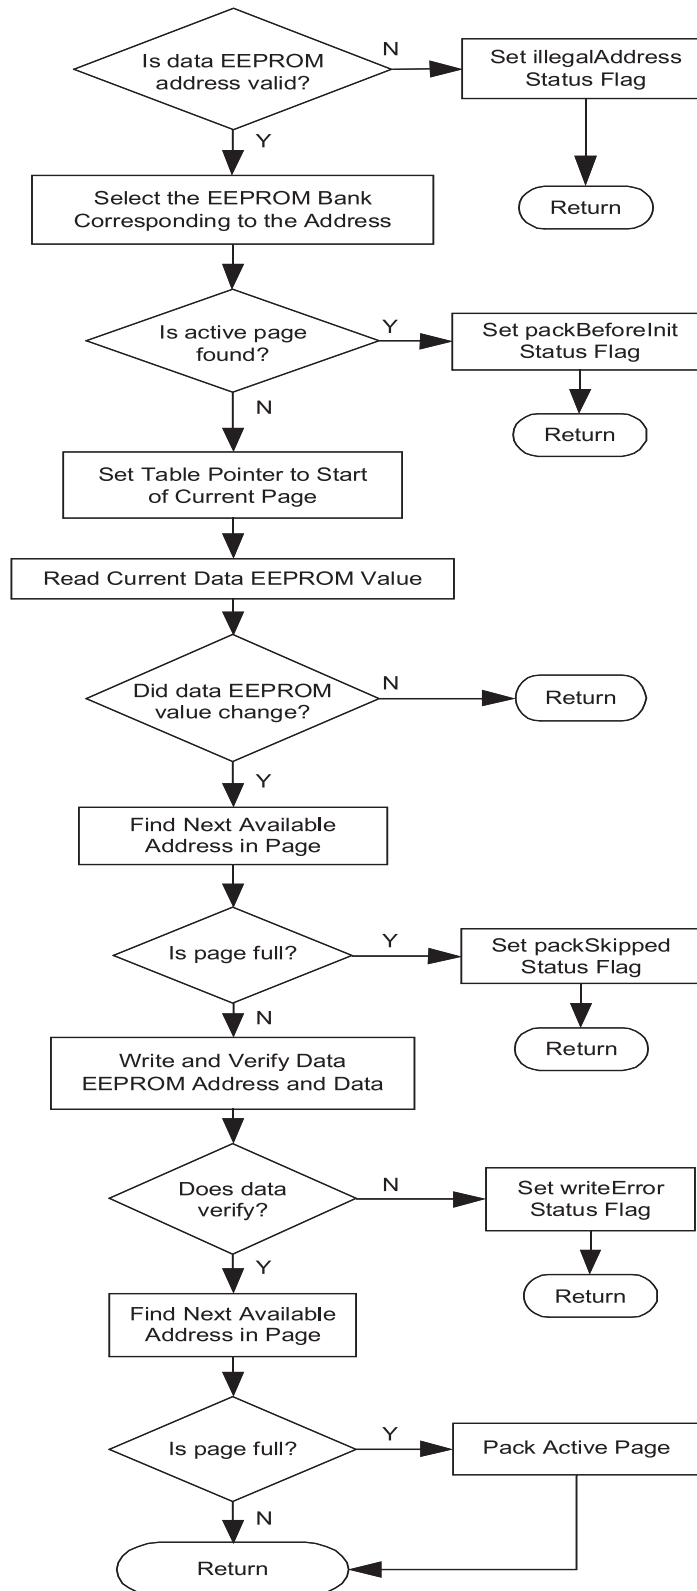 Is data EEPROM
address valid?
N
Set illegalAddress
Status Flag
Y
Return
Select the EEPROM Bank
Corresponding to the Address
Is active page
found?
Y
Set packBeforeInit
Status Flag
N
Return
Set Table Pointer to Start
of Current Page
Read Current Data EEPROM Value
Did data EEPROM
value change?
N
Return
Y
Find Next Available
Address in Page
Is page full?
Y
Set packSkipped
Status Flag
N
Return
Write and Verify Data
EEPROM Address and Data
Does data
verify?
N
Set writeError
Status Flag
Y
Return
Find Next Available
Address in Page
Is page full?
Y
Pack Active Page
N
Return